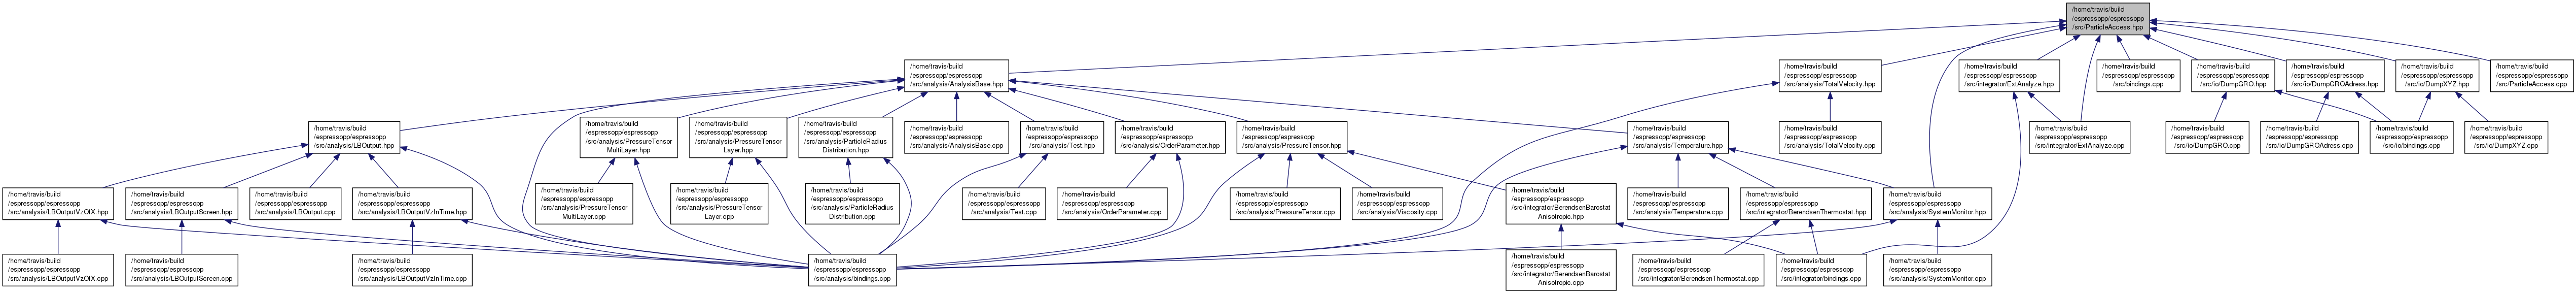 /home/travis/build
/espressopp/espressopp
/src/ParticleAccess.hpp
/home/travis/build
/espressopp/espressopp
/src/analysis/AnalysisBase.hpp
/home/travis/build
/espressopp/espressopp
/src/analysis/TotalVelocity.hpp
/home/travis/build
/espressopp/espressopp
/src/integrator/ExtAnalyze.hpp
/home/travis/build
/espressopp/espressopp
/src/bindings.cpp
/home/travis/build
/espressopp/espressopp
/src/io/DumpGRO.hpp
/home/travis/build
/espressopp/espressopp
/src/io/DumpGROAdress.hpp
/home/travis/build
/espressopp/espressopp
/src/io/DumpXYZ.hpp
/home/travis/build
/espressopp/espressopp
/src/ParticleAccess.cpp
/home/travis/build
/espressopp/espressopp
/src/analysis/LBOutput.hpp
/home/travis/build
/espressopp/espressopp
/src/analysis/PressureTensor
MultiLayer.hpp
/home/travis/build
/espressopp/espressopp
/src/analysis/PressureTensor
Layer.hpp
/home/travis/build
/espressopp/espressopp
/src/analysis/ParticleRadius
Distribution.hpp
/home/travis/build
/espressopp/espressopp
/src/analysis/AnalysisBase.cpp
/home/travis/build
/espressopp/espressopp
/src/analysis/Test.hpp
/home/travis/build
/espressopp/espressopp
/src/analysis/OrderParameter.hpp
/home/travis/build
/espressopp/espressopp
/src/analysis/PressureTensor.hpp
/home/travis/build
/espressopp/espressopp
/src/analysis/Temperature.hpp
/home/travis/build
/espressopp/espressopp
/src/analysis/TotalVelocity.cpp
/home/travis/build
/espressopp/espressopp
/src/integrator/ExtAnalyze.cpp
/home/travis/build
/espressopp/espressopp
/src/io/DumpGRO.cpp
/home/travis/build
/espressopp/espressopp
/src/io/DumpGROAdress.cpp
/home/travis/build
/espressopp/espressopp
/src/io/bindings.cpp
/home/travis/build
/espressopp/espressopp
/src/io/DumpXYZ.cpp
/home/travis/build
/espressopp/espressopp
/src/analysis/LBOutputVzOfX.hpp
/home/travis/build
/espressopp/espressopp
/src/analysis/LBOutputScreen.hpp
/home/travis/build
/espressopp/espressopp
/src/analysis/LBOutput.cpp
/home/travis/build
/espressopp/espressopp
/src/analysis/LBOutputVzInTime.hpp
/home/travis/build
/espressopp/espressopp
/src/analysis/PressureTensor
MultiLayer.cpp
/home/travis/build
/espressopp/espressopp
/src/analysis/PressureTensor
Layer.cpp
/home/travis/build
/espressopp/espressopp
/src/analysis/ParticleRadius
Distribution.cpp
/home/travis/build
/espressopp/espressopp
/src/analysis/Test.cpp
/home/travis/build
/espressopp/espressopp
/src/analysis/OrderParameter.cpp
/home/travis/build
/espressopp/espressopp
/src/analysis/PressureTensor.cpp
/home/travis/build
/espressopp/espressopp
/src/analysis/Viscosity.cpp
/home/travis/build
/espressopp/espressopp
/src/integrator/BerendsenBarostat
Anisotropic.hpp
/home/travis/build
/espressopp/espressopp
/src/analysis/Temperature.cpp
/home/travis/build
/espressopp/espressopp
/src/integrator/BerendsenThermostat.hpp
/home/travis/build
/espressopp/espressopp
/src/analysis/SystemMonitor.hpp
/home/travis/build
/espressopp/espressopp
/src/analysis/LBOutputVzOfX.cpp
/home/travis/build
/espressopp/espressopp
/src/analysis/LBOutputScreen.cpp
/home/travis/build
/espressopp/espressopp
/src/analysis/LBOutputVzInTime.cpp
/home/travis/build
/espressopp/espressopp
/src/analysis/bindings.cpp
/home/travis/build
/espressopp/espressopp
/src/integrator/BerendsenBarostat
Anisotropic.cpp
/home/travis/build
/espressopp/espressopp
/src/integrator/BerendsenThermostat.cpp
/home/travis/build
/espressopp/espressopp
/src/integrator/bindings.cpp
/home/travis/build
/espressopp/espressopp
/src/analysis/SystemMonitor.cpp